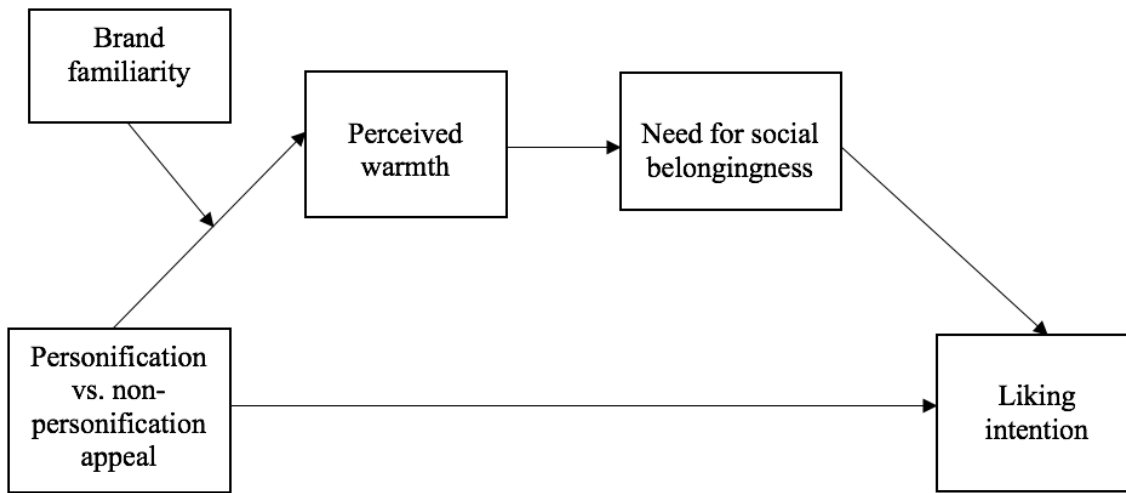 Brand
familiarity
Perceived
warmth
Need for social
belongingness
Personification
vs. non-
personification
appeal
Liking
intention